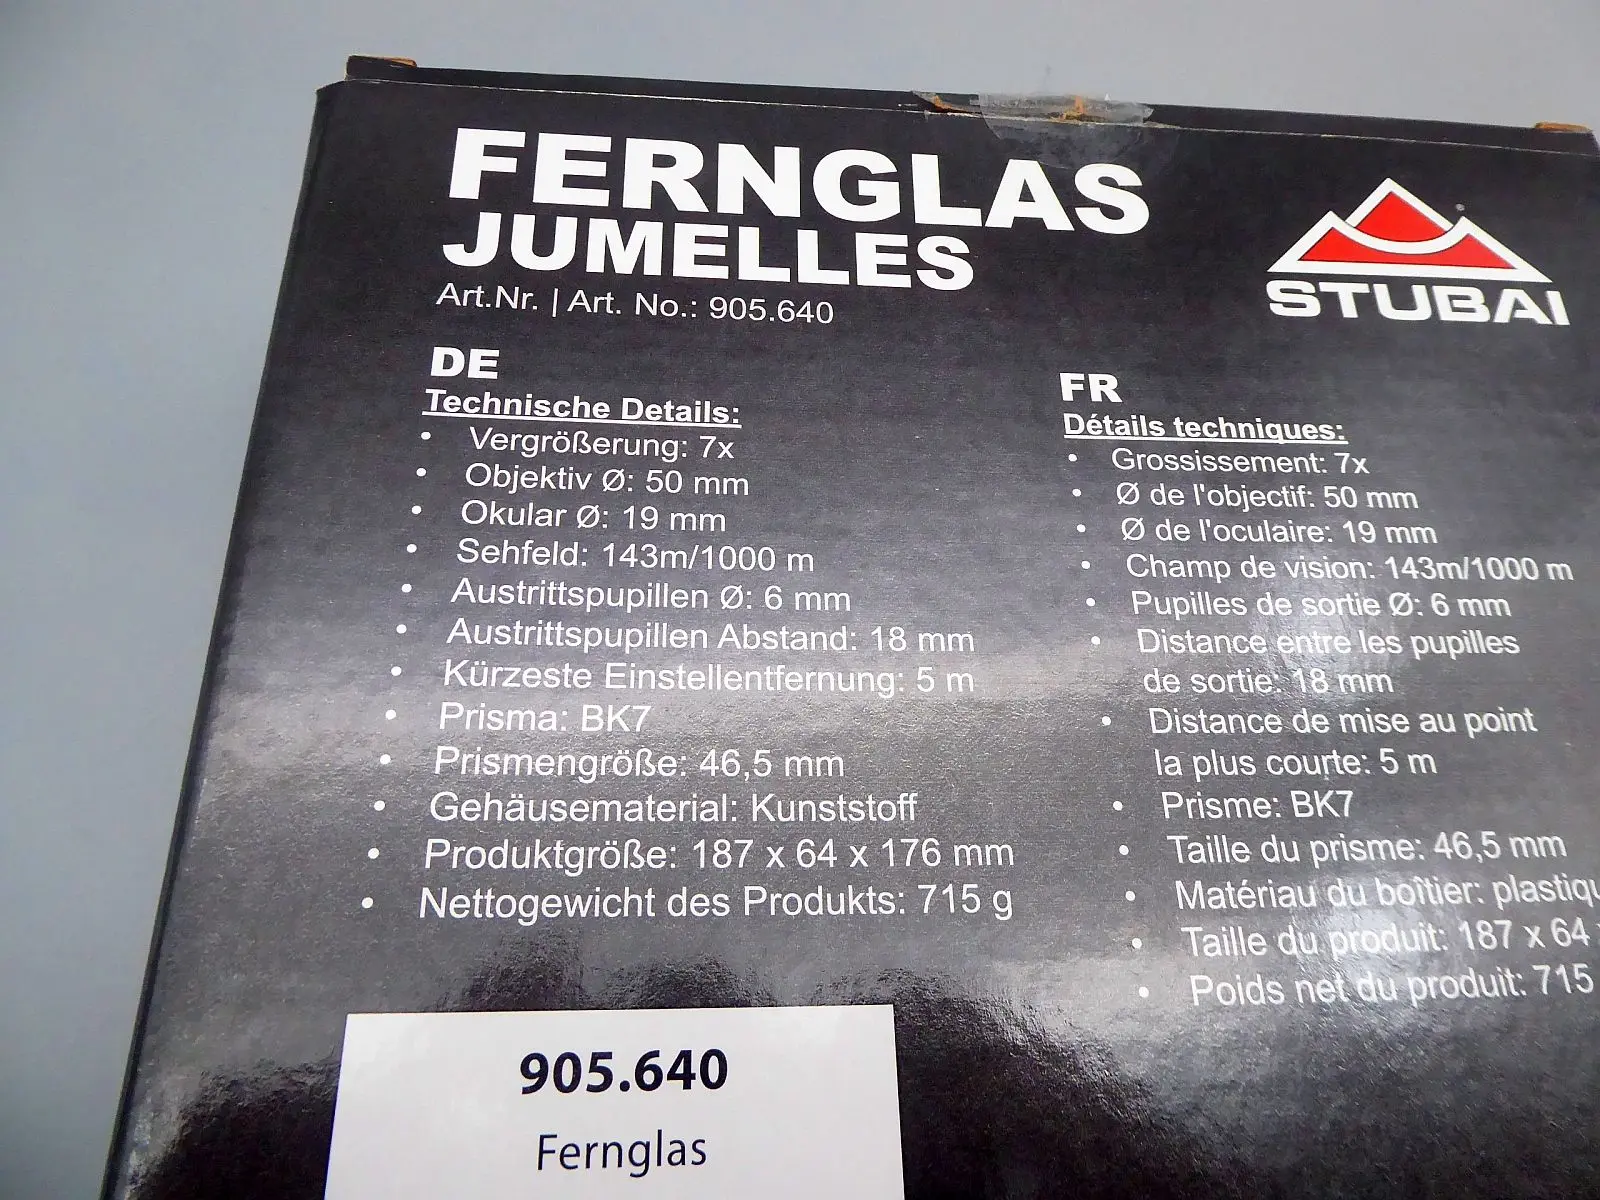 FERNGLAS
JUMELLES
Art.Nr. | Art. No.: 905.640
STUBAI
®
DE
Technische Details:
• Vergrößerung: 7x
• Objektiv Ø: 50 mm
• Okular Ø: 19 mm
• Sehfeld: 143m/1000 m
• Austrittspupillen Ø: 6 mm
• Austrittspupillen Abstand: 18 mm
• Kürzeste Einstellentfernung: 5 m
• Prisma: BK7
• Prismengröße: 46,5 mm
• Gehäusematerial: Kunststoff
• Produktgröße: 187 x 64 x 176 mm
• Nettogewicht des Produkts: 715 g
FR
Détails techniques:
• Grossissement: 7x
• Ø de l'objectif: 50 mm
• Ø de l'oculaire: 19 mm
• Champ de vision: 143m/1000 m
• Pupilles de sortie Ø: 6 mm
• Distance entre les pupilles
de sortie: 18 mm
• Distance de mise au point
la plus courte: 5 m
• Prisme: BK7
• Taille du prisme: 46,5 mm
• Matériau du boîtier: plastiqu
• Taille du produit: 187 x 64
• Poids net du produit: 715
905.640
Fernglas